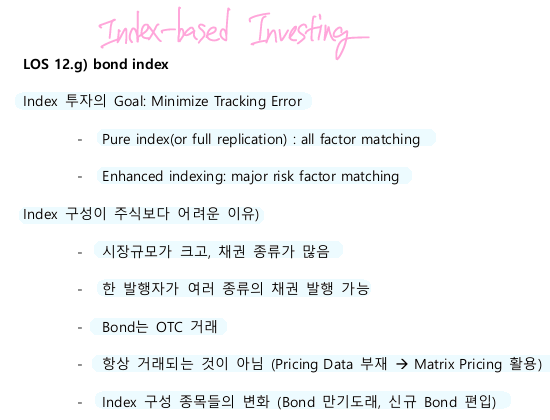 Index-based Investing
LOS 12.g) bond index
Index 투자의 Goal: Minimize Tracking Error
- Pure index(or full replication) : all factor matching
- Enhanced indexing: major risk factor matching
Index 구성이 주식보다 어려운 이유)
- 시장규모가 크고, 채권 종류가 많음
- 한 발행자가 여러 종류의 채권 발행 가능
- Bond는 OTC 거래
- 항상 거래되는 것이 아님 (Pricing Data 부재 → Matrix Pricing 활용)
- Index 구성 종목들의 변화 (Bond 만기도래, 신규 Bond 편입)